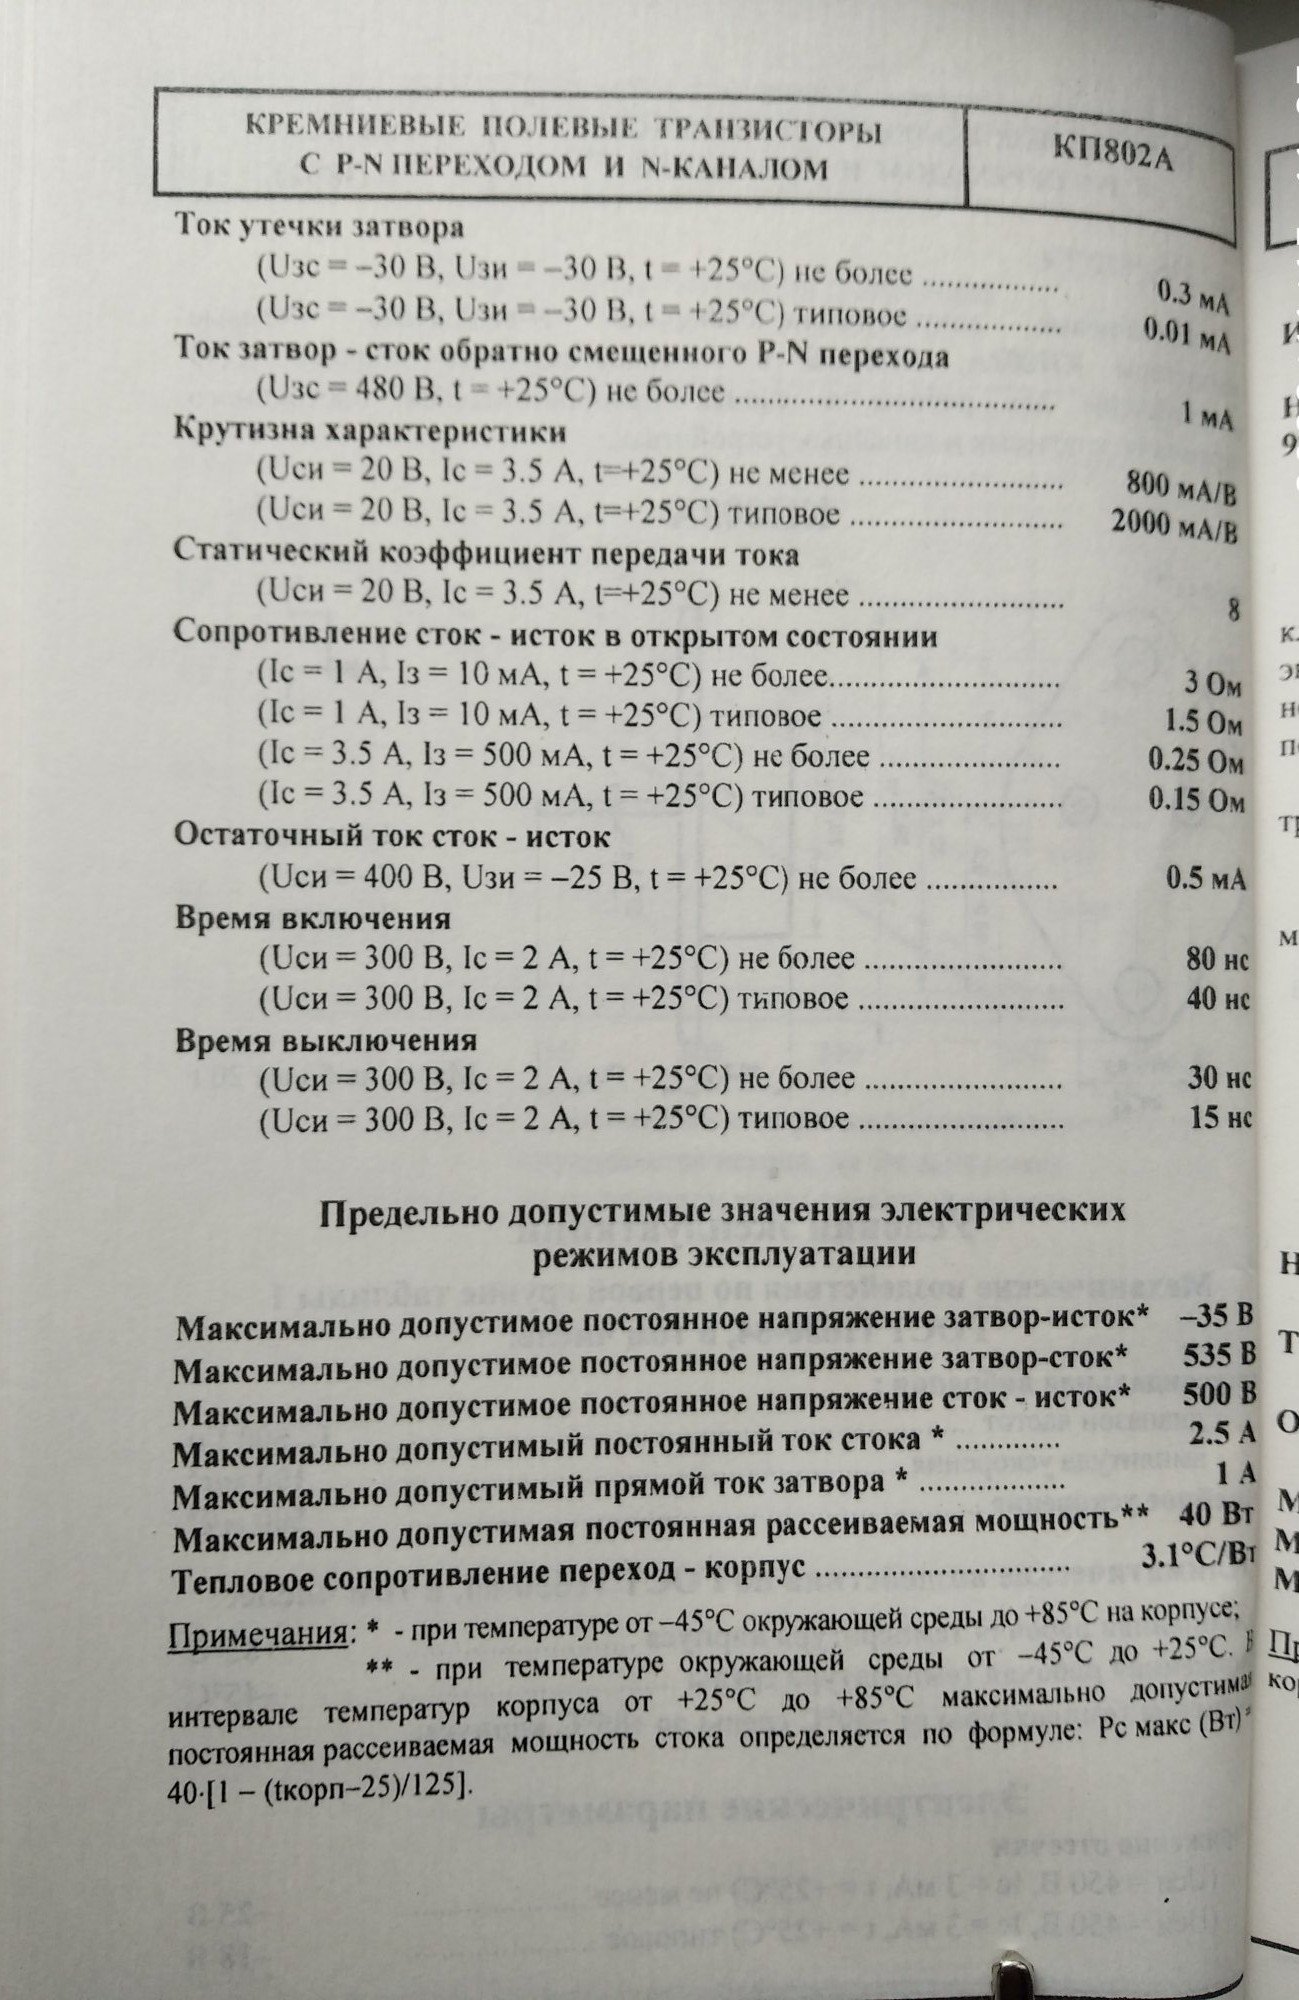 КРЕМНИЕВЫЕ ПОЛЕВЫЕ ТРАНЗИСТОРЫ
С P-N ПЕРЕХОДОМ И N-КАНАЛОМ
КП802А
Ток утечки затвора
(Uзс = –30 В, Uзи = –30 В, t = +25°C) не более ................. 0.3 мА
(Uзс = –30 В, Uзи = –30 В, t = +25°C) типовое .................. 0.01 мА
Ток затвор - сток обратно смещенного P-N перехода
(Uзс = 480 В, t = +25°C) не более ........................................ 1 мА
Крутизна характеристики
(Uси = 20 В, Iс = 3.5 А, t=+25°C) не менее .......................... 800 мА/В
(Uси = 20 В, Iс = 3.5 А, t=+25°C) типовое ........................... 2000 мА/В
Статический коэффициент передачи тока
(Uси = 20 В, Iс = 3.5 А, t=+25°C) не менее .......................... 8
Сопротивление сток - исток в открытом состоянии
(Iс = 1 А, Iз = 10 мА, t = +25°C) не более............................. 3 Ом
(Iс = 1 А, Iз = 10 мА, t = +25°C) типовое ............................. 1.5 Ом
(Iс = 3.5 А, Iз = 500 мА, t = +25°C) не более ....................... 0.25 Ом
(Iс = 3.5 А, Iз = 500 мА, t = +25°C) типовое ........................ 0.15 Ом
Остаточный ток сток - исток
(Uси = 400 В, Uзи = –25 В, t = +25°C) не более ................. 0.5 мА
Время включения
(Uси = 300 В, Iс = 2 А, t = +25°C) не более ......................... 80 нс
(Uси = 300 В, Iс = 2 А, t = +25°C) типовое .......................... 40 нс
Время выключения
(Uси = 300 В, Iс = 2 А, t = +25°C) не более ......................... 30 нс
(Uси = 300 В, Iс = 2 А, t = +25°C) типовое .......................... 15 нс
Предельно допустимые значения электрических
режимов эксплуатации
Максимально допустимое постоянное напряжение затвор-исток* –35 В
Максимально допустимое постоянное напряжение затвор-сток* 535 В
Максимально допустимое постоянное напряжение сток - исток* 500 В
Максимально допустимый постоянный ток стока * ............. 2.5 А
Максимально допустимый прямой ток затвора * .................. 1 А
Максимально допустимая постоянная рассеиваемая мощность** 40 Вт
Тепловое сопротивление переход - корпус ............................... 3.1°C/Вт
Примечания: * - при температуре от –45°C окружающей среды до +85°C на корпусе;
** - при температуре окружающей среды от –45°C до +25°C.
интервале температур корпуса от +25°C до +85°C максимально
постоянная рассеиваемая мощность стока определяется по формуле: Pс макс (Вт)
40·[1 – (tкорп–25)/125].